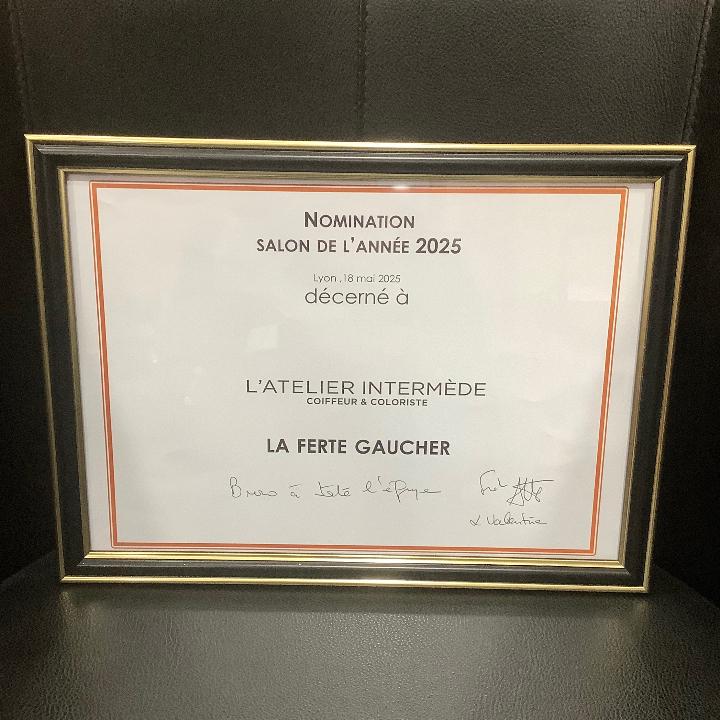 NOMINATION
SALON DE L'ANNÉE 2025
Lyon ,18 mai 2025
décerné à
L'ATELIER INTERMÈDE
COIFFEUR & COLORISTE
LA FERTE GAUCHER
Bravo à toute l'équipe
& Valentine